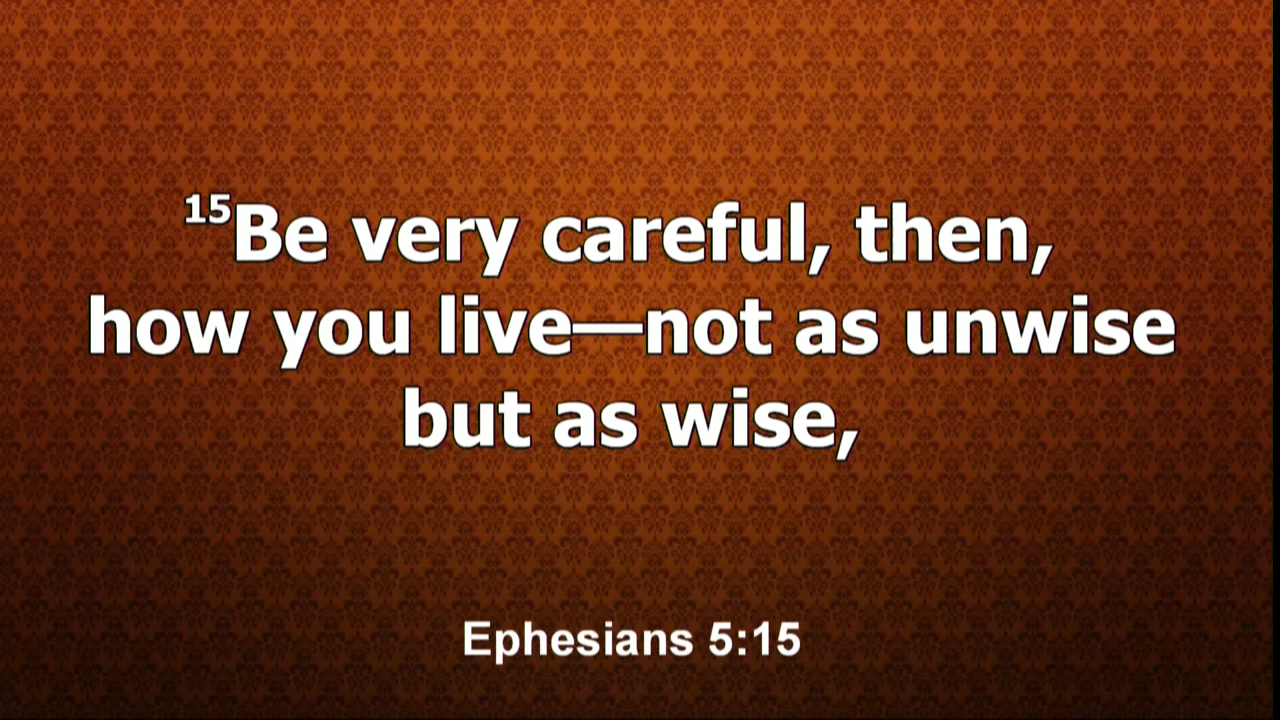 ¹⁵Be very careful, then,
how you live—not as unwise
but as wise,
Ephesians 5:15